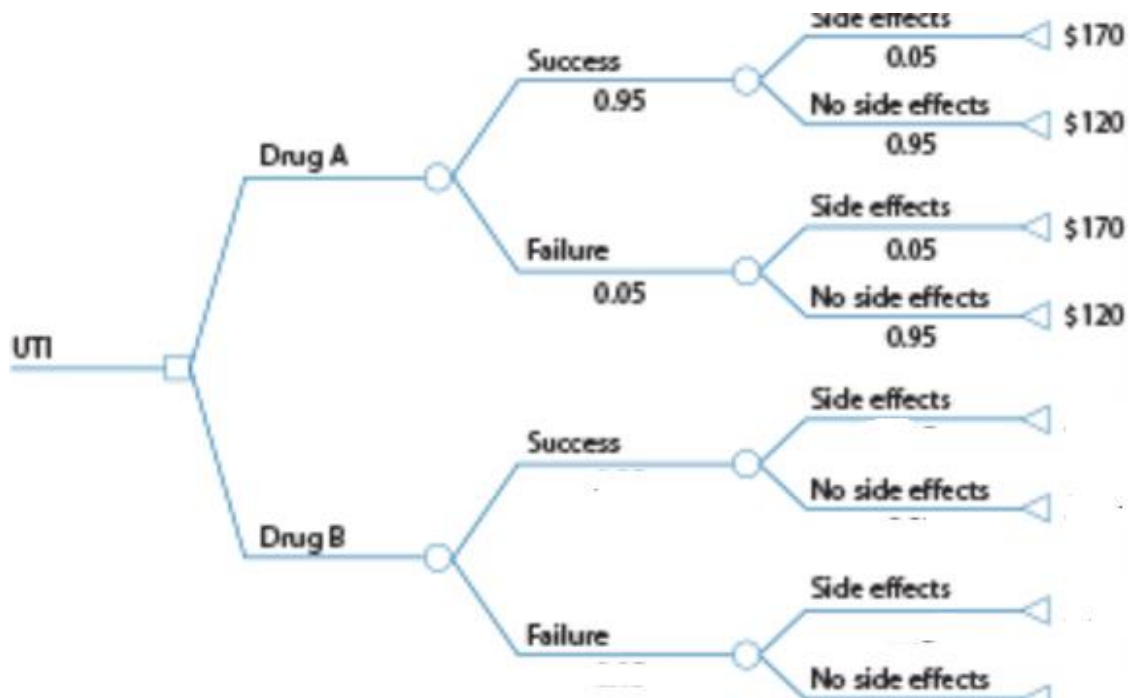 Side effects
$170
0.05
Success
0.95
No side effects
$120
0.95
Drug A
Side effects
$170
0.05
Failure
0.05
No side effects
$120
0.95
UTI
Side effects
Success
No side effects
Drug B
Side effects
Failure
No side effects